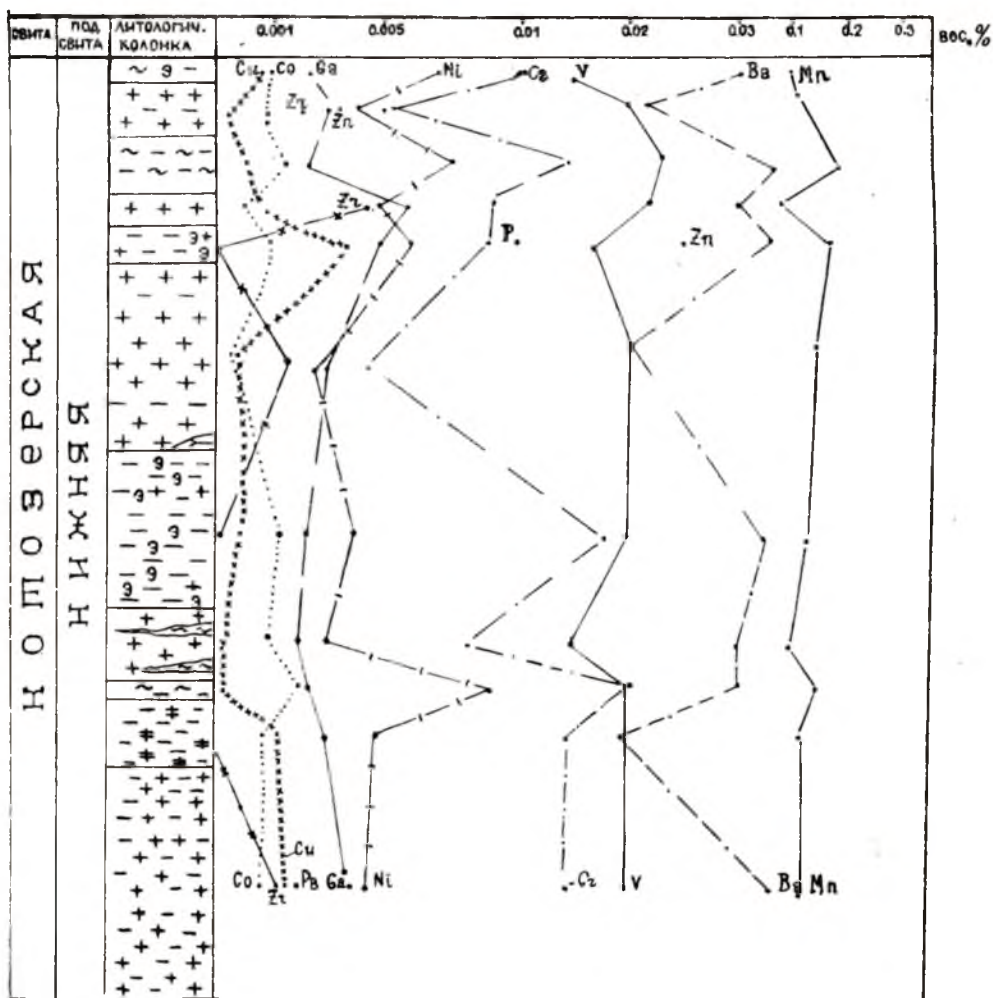 СВИТА ПОД СВИТА ЛИТОЛОГИЧ. КОЛОНКА 0.001 0.005 0.01 0.02 0.03 0.1 0.2 0.3 вес.%
Cu Co Ga Ni Cr V Ba Mn
Zn
Zr
P.
Zn
НОТОЗЕРСКАЯ
НИЖНЯЯ
Cu
Co Zr Pb Ga Ni Cr V Ba Mn